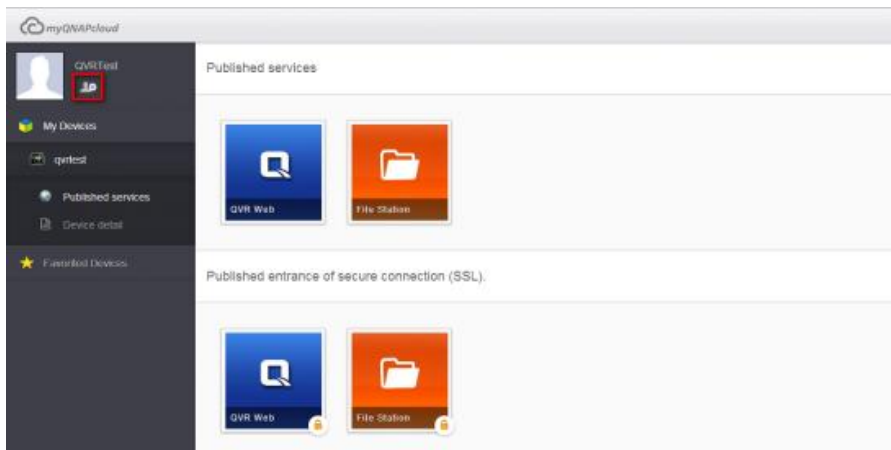 myQNAPcloud
QVRTest
My Devices
qvrtest
Published services
Device detail
Favorited Devices
Published services
QVR Web
File Station
Published entrance of secure connection (SSL).
QVR Web
File Station